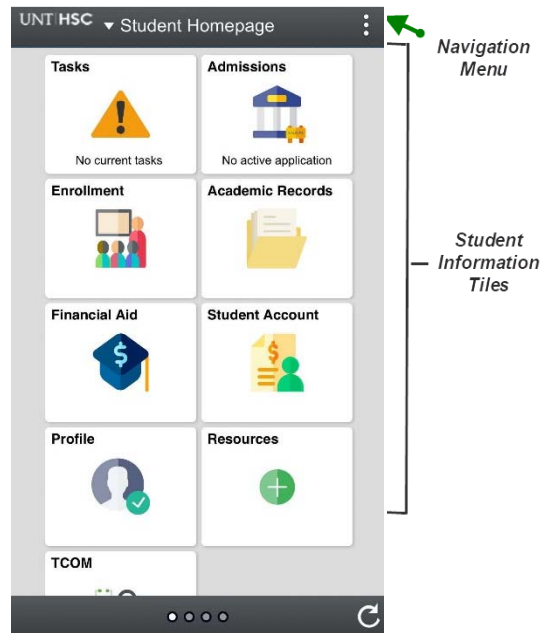 UNT HSC
Student Homepage
Navigation
Menu
Tasks
Admissions
No current tasks
No active application
Enrollment
Academic Records
Student
Information
Tiles
Financial Aid
Student Account
Profile
Resources
TCOM